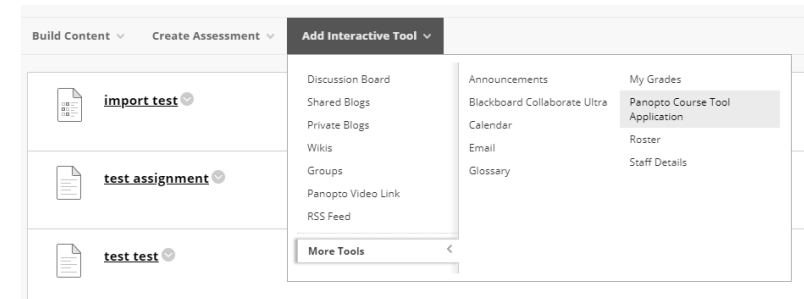 Build Content
Create Assessment
Add Interactive Tool
import test
test assignment
test test
Discussion Board
Shared Blogs
Private Blogs
Wikis
Groups
Panopto Video Link
RSS Feed
More Tools
Announcements
Blackboard Collaborate Ultra
Calendar
Email
Glossary
My Grades
Panopto Course Tool
Application
Roster
Staff Details